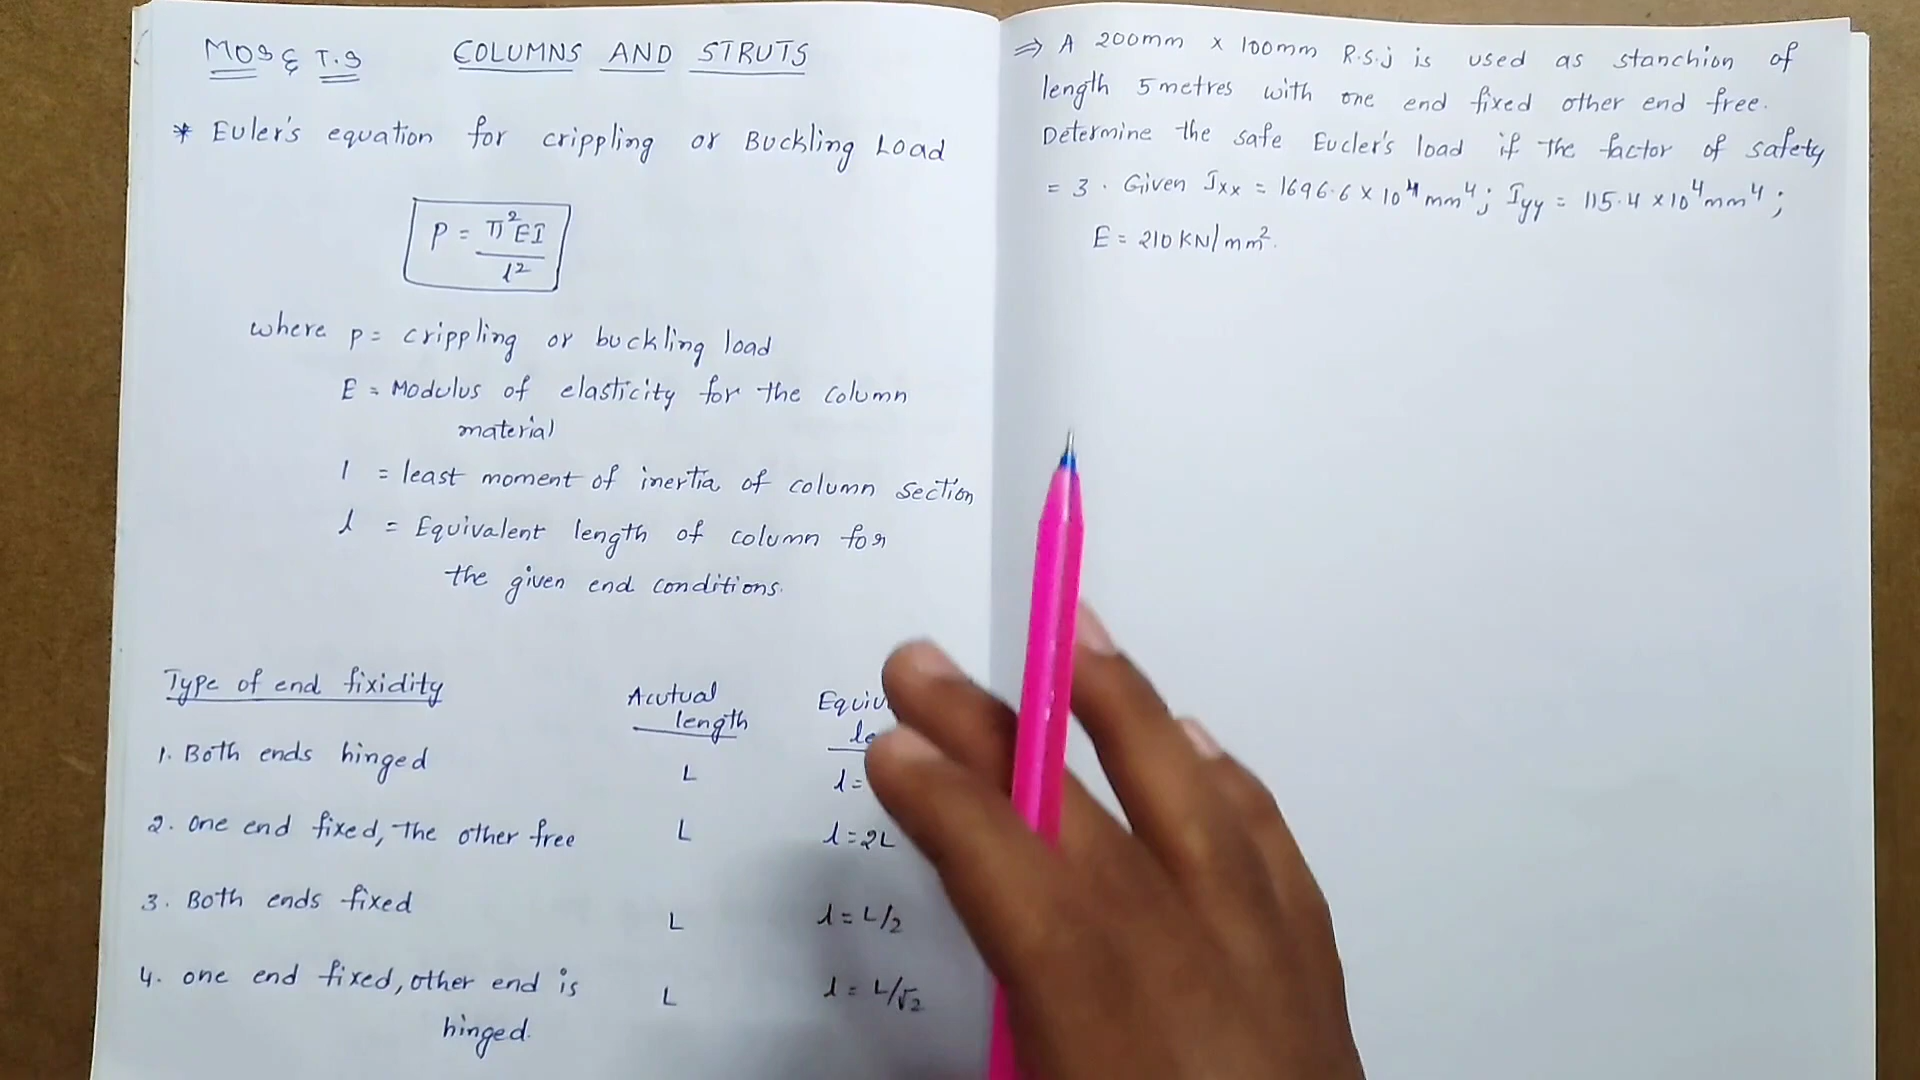 MOS & T.S COLUMNS AND STRUTS
* Euler's equation for crippling or Buckling Load
P = π²EI / l²
where P = crippling or buckling load
E = Modulus of elasticity for the column
material
I = least moment of inertia of column section
l = Equivalent length of column for
the given end conditions.
Type of end fixidity Acutual length
1. Both ends hinged L l =
2. one end fixed, the other free L l = 2L
3. Both ends fixed L l = L/2
4. one end fixed, other end is L l = L/√2
hinged.
⇒ A 200mm x 100mm R.S.j is used as stanchion of
length 5 metres with one end fixed other end free.
Determine the safe Eucler's load if the factor of safety
= 3. Given Ixx = 1696.6 x 10⁴ mm⁴; Iyy = 115.4 x 10⁴ mm⁴;
E = 210 KN/mm².